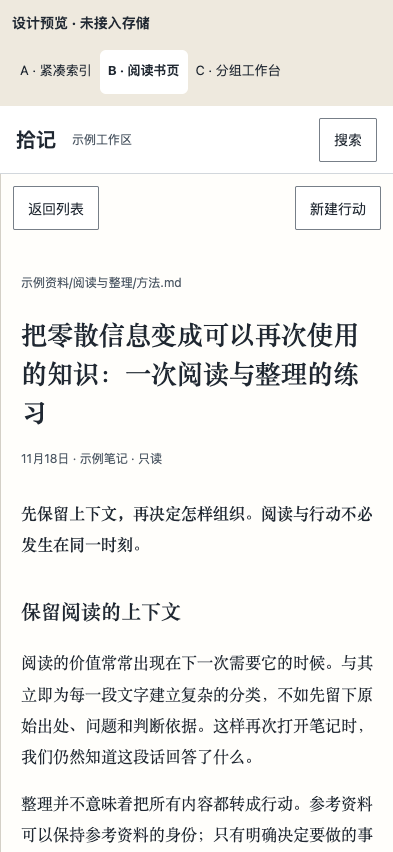 设计预览 · 未接入存储
A · 紧凑索引 B · 阅读书页 C · 分组工作台
拾记 示例工作区 搜索
返回列表 新建行动
示例资料/阅读与整理/方法.md
把零散信息变成可以再次使用
的知识：一次阅读与整理的练
习
11月18日 · 示例笔记 · 只读
先保留上下文，再决定怎样组织。阅读与行动不必
发生在同一时刻。
保留阅读的上下文
阅读的价值常常出现在下一次需要它的时候。与其
立即为每一段文字建立复杂的分类，不如先留下原
始出处、问题和判断依据。这样再次打开笔记时，
我们仍然知道这段话回答了什么。
整理并不意味着把所有内容都转成行动。参考资料
可以保持参考资料的身份；只有明确决定要做的事